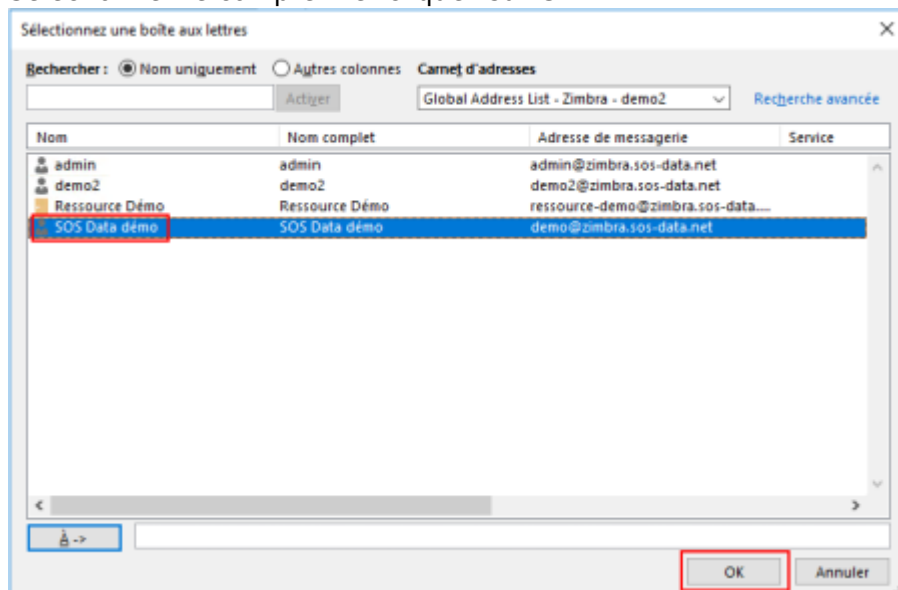 Sélectionnez une boîte aux lettres
Rechercher : Nom uniquement Autres colonnes Carnet d'adresses
Activer Global Address List - Zimbra - demo2 Recherche avancée
Nom Nom complet Adresse de messagerie Service
admin admin admin@zimbra.sos-data.net
demo2 demo2 demo2@zimbra.sos-data.net
Ressource Démo Ressource Démo ressource-demo@zimbra.sos-data....
SOS Data démo SOS Data démo demo@zimbra.sos-data.net
À ->
OK Annuler